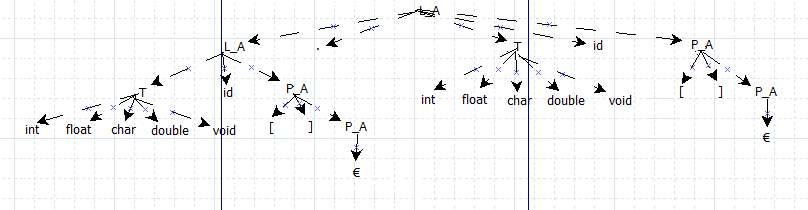 L_A
L_A . T id P_A
T id P_A int float char double void [ ] P_A
int float char double void [ ] P_A €
€